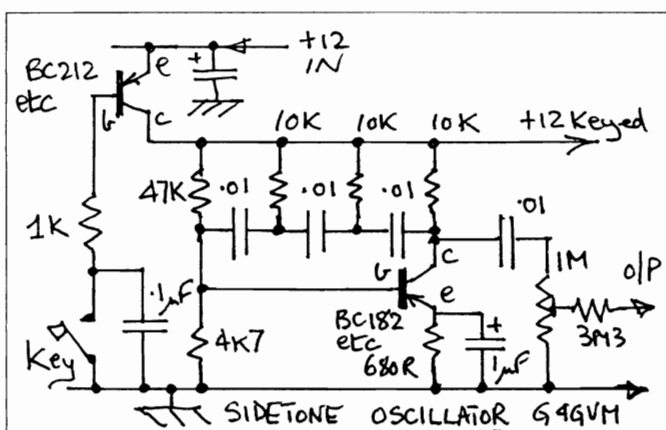 +12
IN
BC212
etc
e
b
c
+
10K
10K
10K
+12 Keyed
47K
.01
.01
.01
.01
1K
c
1M
O/P
b
e
.1µF
BC182
etc
+
3M3
Key
4K7
680R
1µF
SIDETONE OSCILLATOR G4GVM